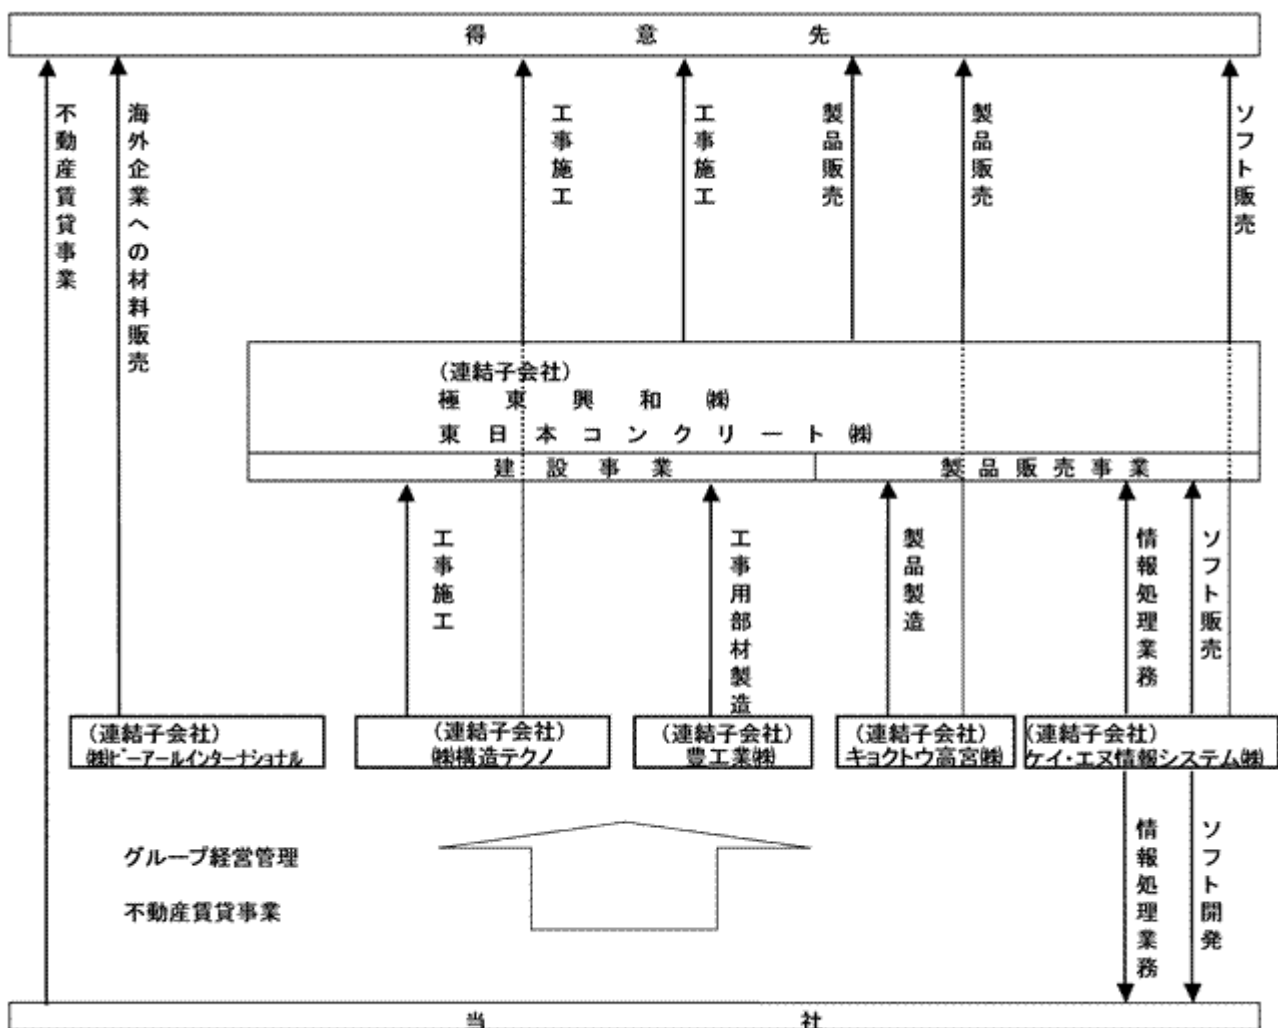 得意先
不動産賃貸事業
海外企業への材料販売
工事施工
工事施工
製品販売
製品販売
ソフト販売
(連結子会社)
極東興和㈱
東日本コンクリート㈱
建設事業
製品販売事業
工事施工
工事用部材製造
製品製造
情報処理業務
ソフト販売
(連結子会社)
㈱ピーアールインターナショナル
(連結子会社)
㈱構造テクノ
(連結子会社)
豊工業㈱
(連結子会社)
キョクトウ高宮㈱
(連結子会社)
ケイ・エヌ情報システム㈱
グループ経営管理
不動産賃貸事業
情報処理業務
ソフト開発
当社